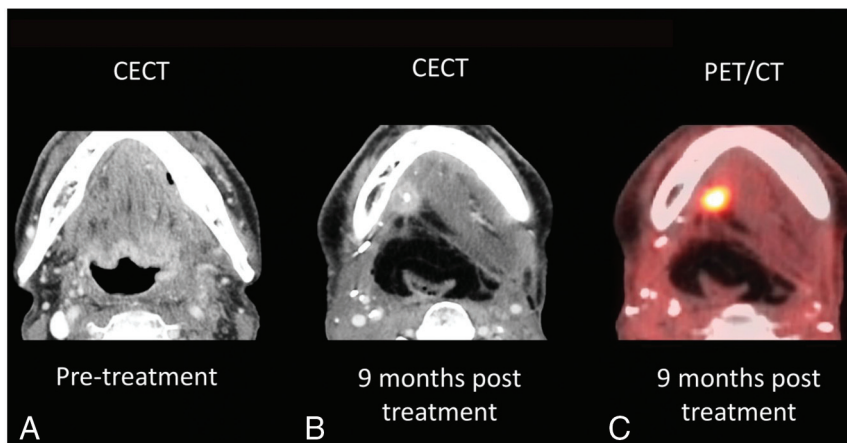 CECT
CECT
PET/CT
Pre-treatment
9 months post
treatment
9 months post
treatment
A
B
C